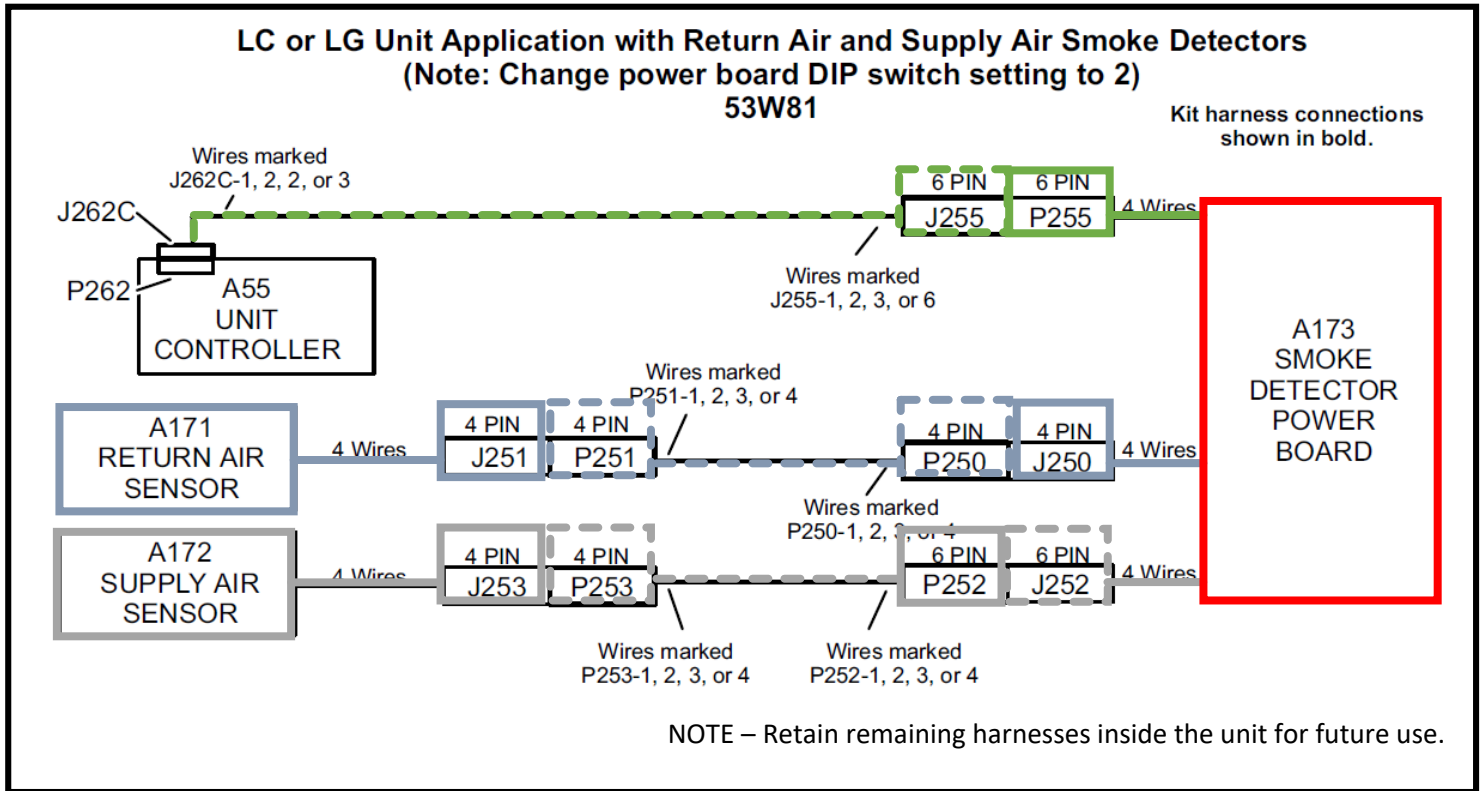 LC or LG Unit Application with Return Air and Supply Air Smoke Detectors
(Note: Change power board DIP switch setting to 2)
53W81
Kit harness connections
shown in bold.
Wires marked
J262C-1, 2, 2, or 3
J262C
P262
A55
UNIT
CONTROLLER
6 PIN
6 PIN
J255
P255
4 Wires
Wires marked
J255-1, 2, 3, or 6
A173
SMOKE
DETECTOR
POWER
BOARD
Wires marked
P251-1, 2, 3, or 4
A171
RETURN AIR
SENSOR
4 Wires
4 PIN
4 PIN
J251
P251
4 PIN
4 PIN
P250
J250
4 Wires
Wires marked
P250-1, 2, 3, or 4
A172
SUPPLY AIR
SENSOR
4 Wires
4 PIN
4 PIN
J253
P253
6 PIN
6 PIN
P252
J252
4 Wires
Wires marked
P253-1, 2, 3, or 4
Wires marked
P252-1, 2, 3, or 4
NOTE – Retain remaining harnesses inside the unit for future use.